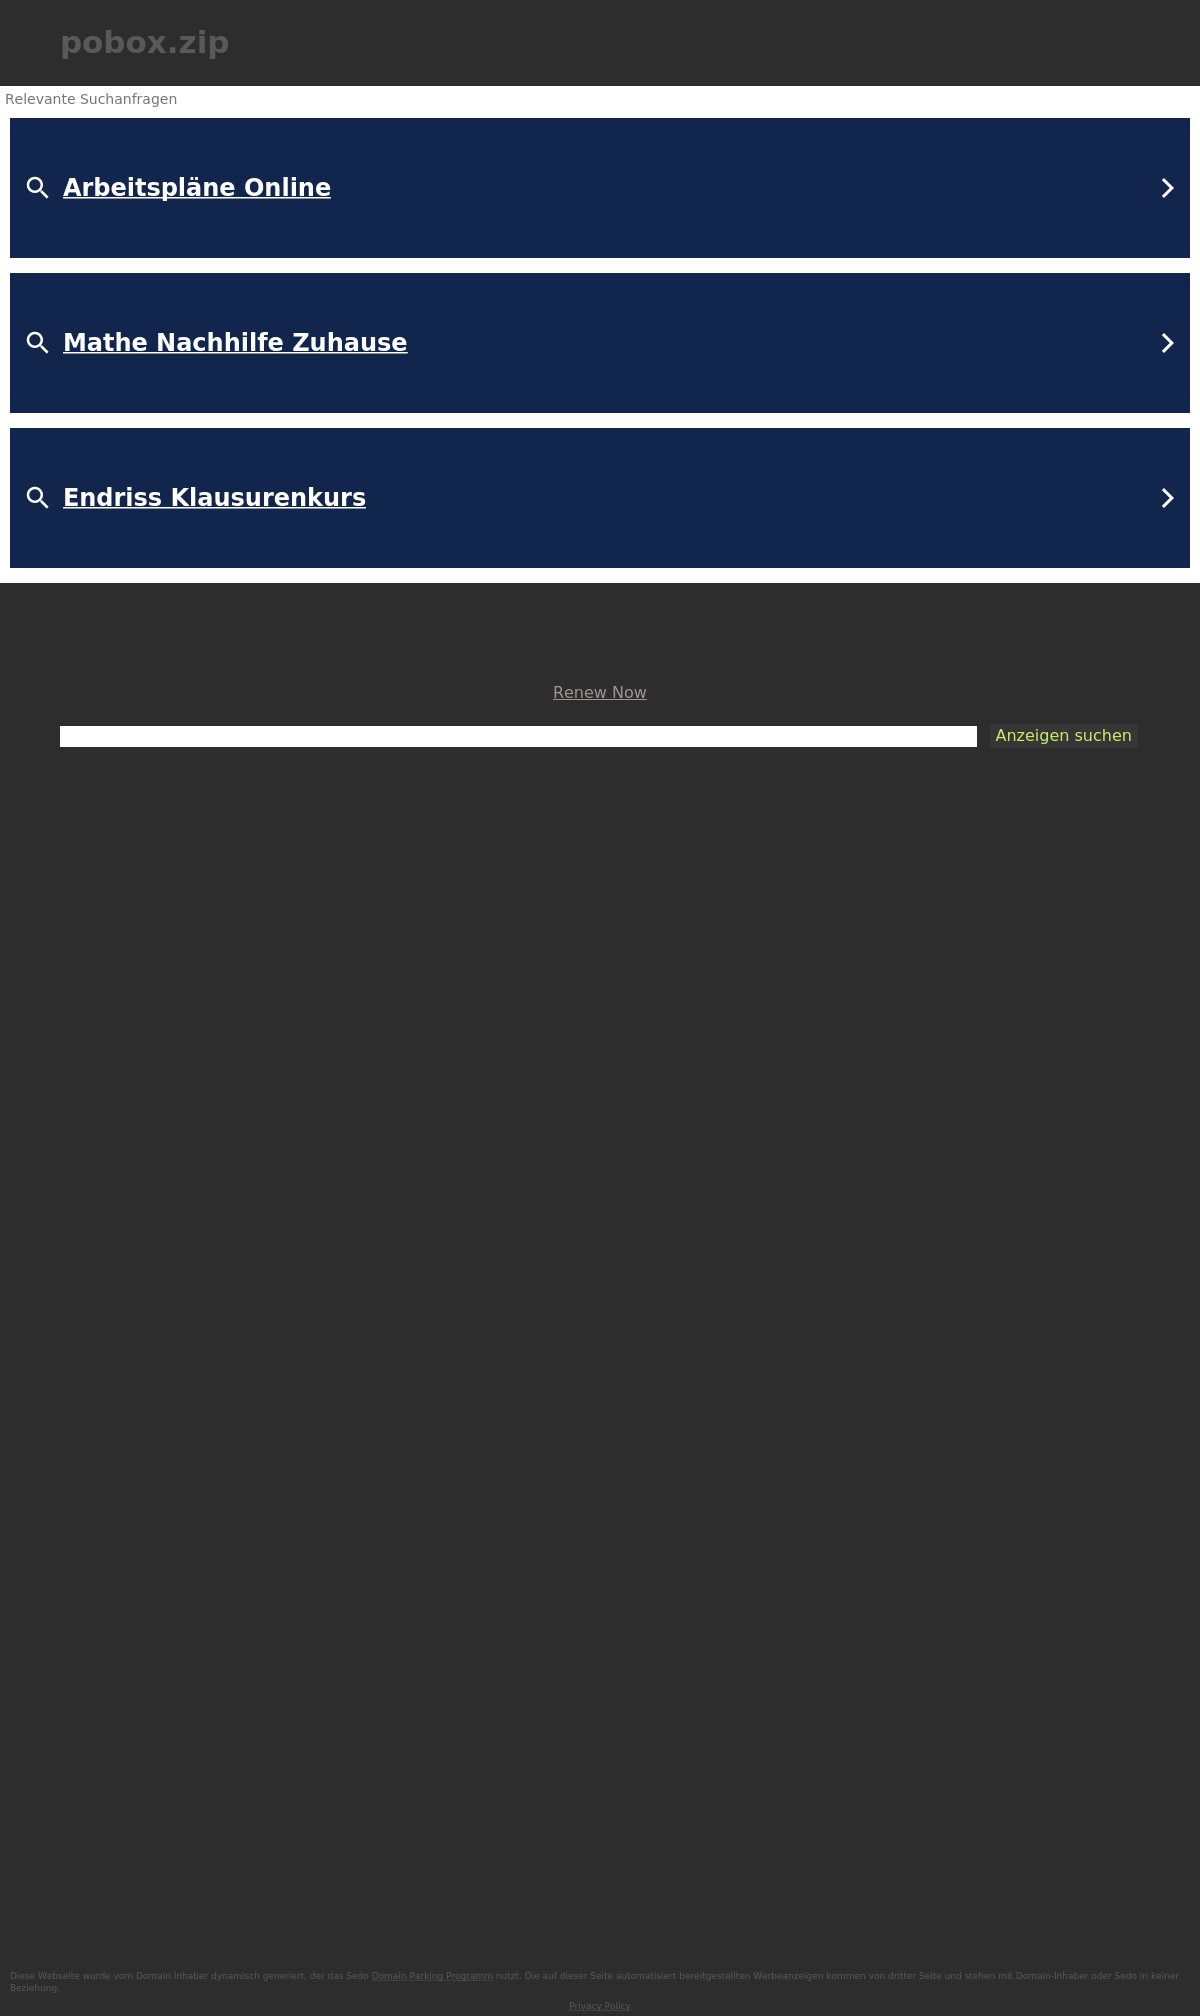 pobox.zip
Relevante Suchanfragen
Arbeitspläne Online
Mathe Nachhilfe Zuhause
Endriss Klausurenkurs
Renew Now
Anzeigen suchen
Diese Webseite wurde vom Domain Inhaber dynamisch generiert, der das Sedo Domain Parking Programm nutzt. Die auf dieser Seite automatisiert bereitgestellten Werbeanzeigen kommen von dritter Seite und stehen mit Domain-Inhaber oder Sedo in keiner
Beziehung.
Privacy Policy